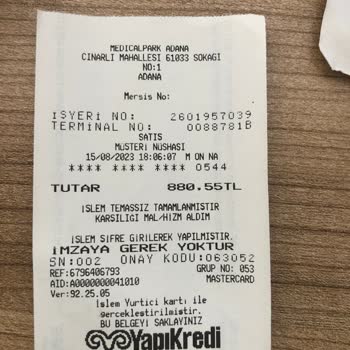 MEDICALPARK ADANA
CINARLI MAHALLESI 61033 SOKAGI
NO:1
ADANA
Mersis No:
ISYERI NO: 2601957039
TERMINAL NO: 0088781B
SATIS
MUSTERI NUSHASI
15/08/2023 18:06:07 M ON NA
**** **** **** 0544
TUTAR 880.55TL
ISLEM TEMASSIZ TAMAMLANMISTIR
KARSILIGI MAL/HIZM ALDIM
ISLEM SIFRE GIRILEREK YAPILMISTIR.
IMZAYA GEREK YOKTUR
SN:002 ONAY KODU:063052
REF:6796406793 GRUP NO: 053
AID:A0000000041010 MASTERCARD
Ver:92.25.05
İşlem Yurtici kartı ile
gerçekleştirilmiştir.
BU BELGEYI SAKLAYINIZ
YapıKredi